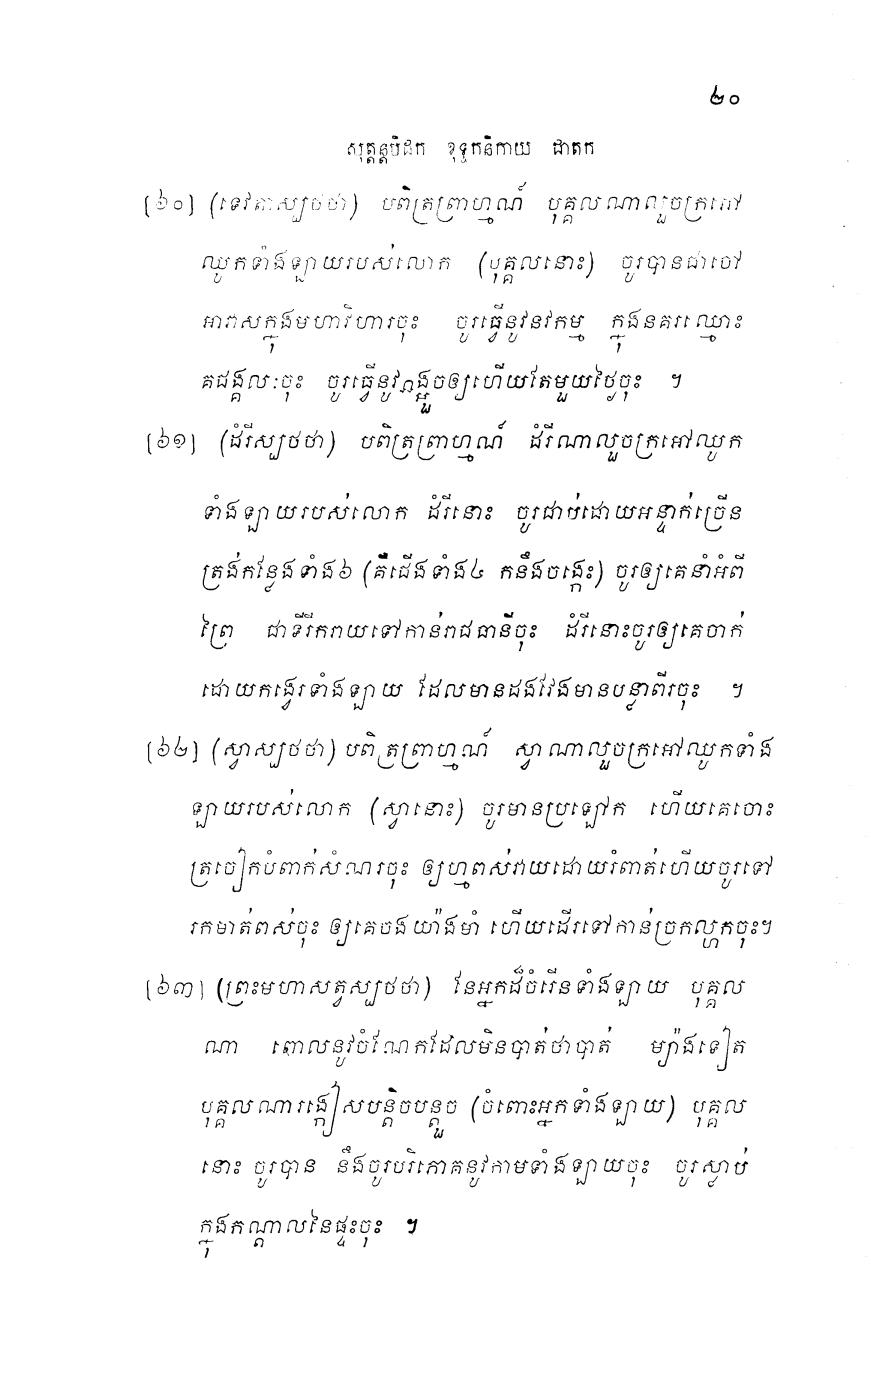 ២០
សុត្តន្តបិដក ខុទ្ទកនិកាយ ជាតក
[៦០] (ទេវតាស្បថថា) បពិត្រព្រាហ្មណ៍ បុគ្គលណាលួចក្រអៅ
ឈូកទាំងឡាយរបស់លោក (បុគ្គលនោះ) ចូរបានជាចៅ
អាវាសក្នុងមហាវិហារចុះ ចូរធ្វើនូវនវកម្ម ក្នុងនគរឈ្មោះ
គជង្គលៈចុះ ចូរធ្វើនូវបង្អួចឲ្យហើយតែមួយថ្ងៃចុះ ។
[៦១] (ដំរីស្បថថា) បពិត្រព្រាហ្មណ៍ ដំរីណាលួចក្រអៅឈូក
ទាំងឡាយរបស់លោក ដំរីនោះ ចូរជាប់ដោយអន្ទាក់ច្រើន
ត្រង់កន្លែងទាំង៦ (គឺជើងទាំង៤ កនឹងចង្កេះ) ចូរឲ្យគេនាំអំពី
ព្រៃ ជាទីរីករាយទៅកាន់រាជធានីចុះ ដំរីនោះចូរឲ្យគេចាក់
ដោយកង្វេរទាំងឡាយ ដែលមានដងវែងមានបន្លាពីរចុះ ។
[៦២] (ស្វាស្បថថា) បពិត្រព្រាហ្មណ៍ ស្វាណាលួចក្រអៅឈូកទាំង
ឡាយរបស់លោក (ស្វានោះ) ចូរមានប្រឡៅក ហើយគេចោះ
ត្រចៀកបំពាក់សំណរចុះ ឲ្យហ្មពស់វាយដោយរំពាត់ហើយចូរទៅ
រកមាត់ពស់ចុះ ឲ្យគេចងយ៉ាងមាំ ហើយដើរទៅកាន់ច្រកល្ហកចុះ។
[៦៣] (ព្រះមហាសត្វស្បថថា) នែអ្នកដ៏ចំរើនទាំងឡាយ បុគ្គល
ណា ពោលនូវចំណែកដែលមិនបាត់ថាបាត់ ម្យ៉ាងទៀត
បុគ្គលណារង្កៀសបន្តិចបន្តួច (ចំពោះអ្នកទាំងឡាយ) បុគ្គល
នោះ ចូរបាន នឹងចូរបរិភោគនូវកាមទាំងឡាយចុះ ចូរស្លាប់
ក្នុងកណ្តាលនៃផ្ទះចុះ ។